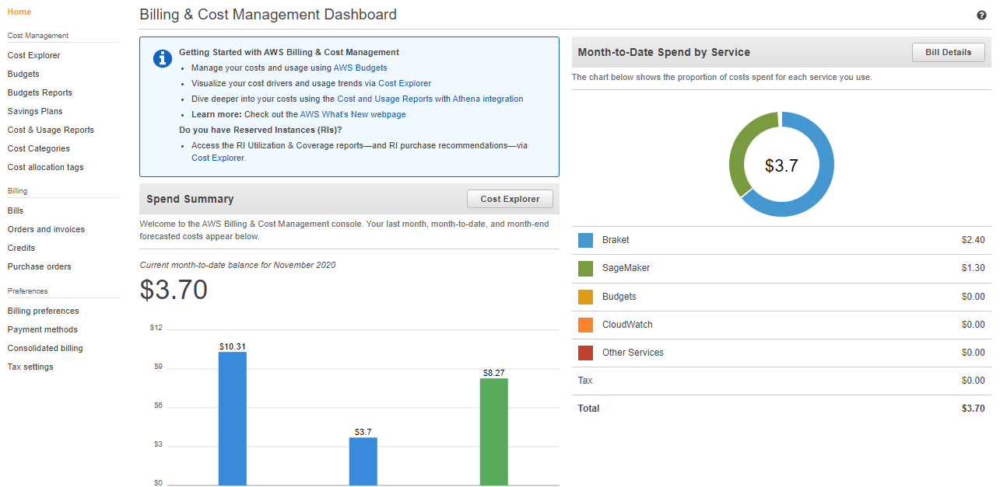 Home
Cost Management
Cost Explorer
Budgets
Budgets Reports
Savings Plans
Cost & Usage Reports
Cost Categories
Cost allocation tags
Billing
Bills
Orders and invoices
Credits
Purchase orders
Preferences
Billing preferences
Payment methods
Consolidated billing
Tax settings
Billing & Cost Management Dashboard
?
Getting Started with AWS Billing & Cost Management
• Manage your costs and usage using AWS Budgets
• Visualize your cost drivers and usage trends via Cost Explorer
• Dive deeper into your costs using the Cost and Usage Reports with Athena integration
• Learn more: Check out the AWS What's New webpage
Do you have Reserved Instances (RIs)?
• Access the RI Utilization & Coverage reports—and RI purchase recommendations—via
Cost Explorer.
Spend Summary
Cost Explorer
Welcome to the AWS Billing & Cost Management console. Your last month, month-to-date, and month-end
forecasted costs appear below.
Current month-to-date balance for November 2020
$3.70
$12
$9
$6
$3
$0
$10.31
$3.7
$8.27
Month-to-Date Spend by Service
Bill Details
The chart below shows the proportion of costs spent for each service you use.
$3.7
Braket $2.40
SageMaker $1.30
Budgets $0.00
CloudWatch $0.00
Other Services $0.00
Tax $0.00
Total $3.70